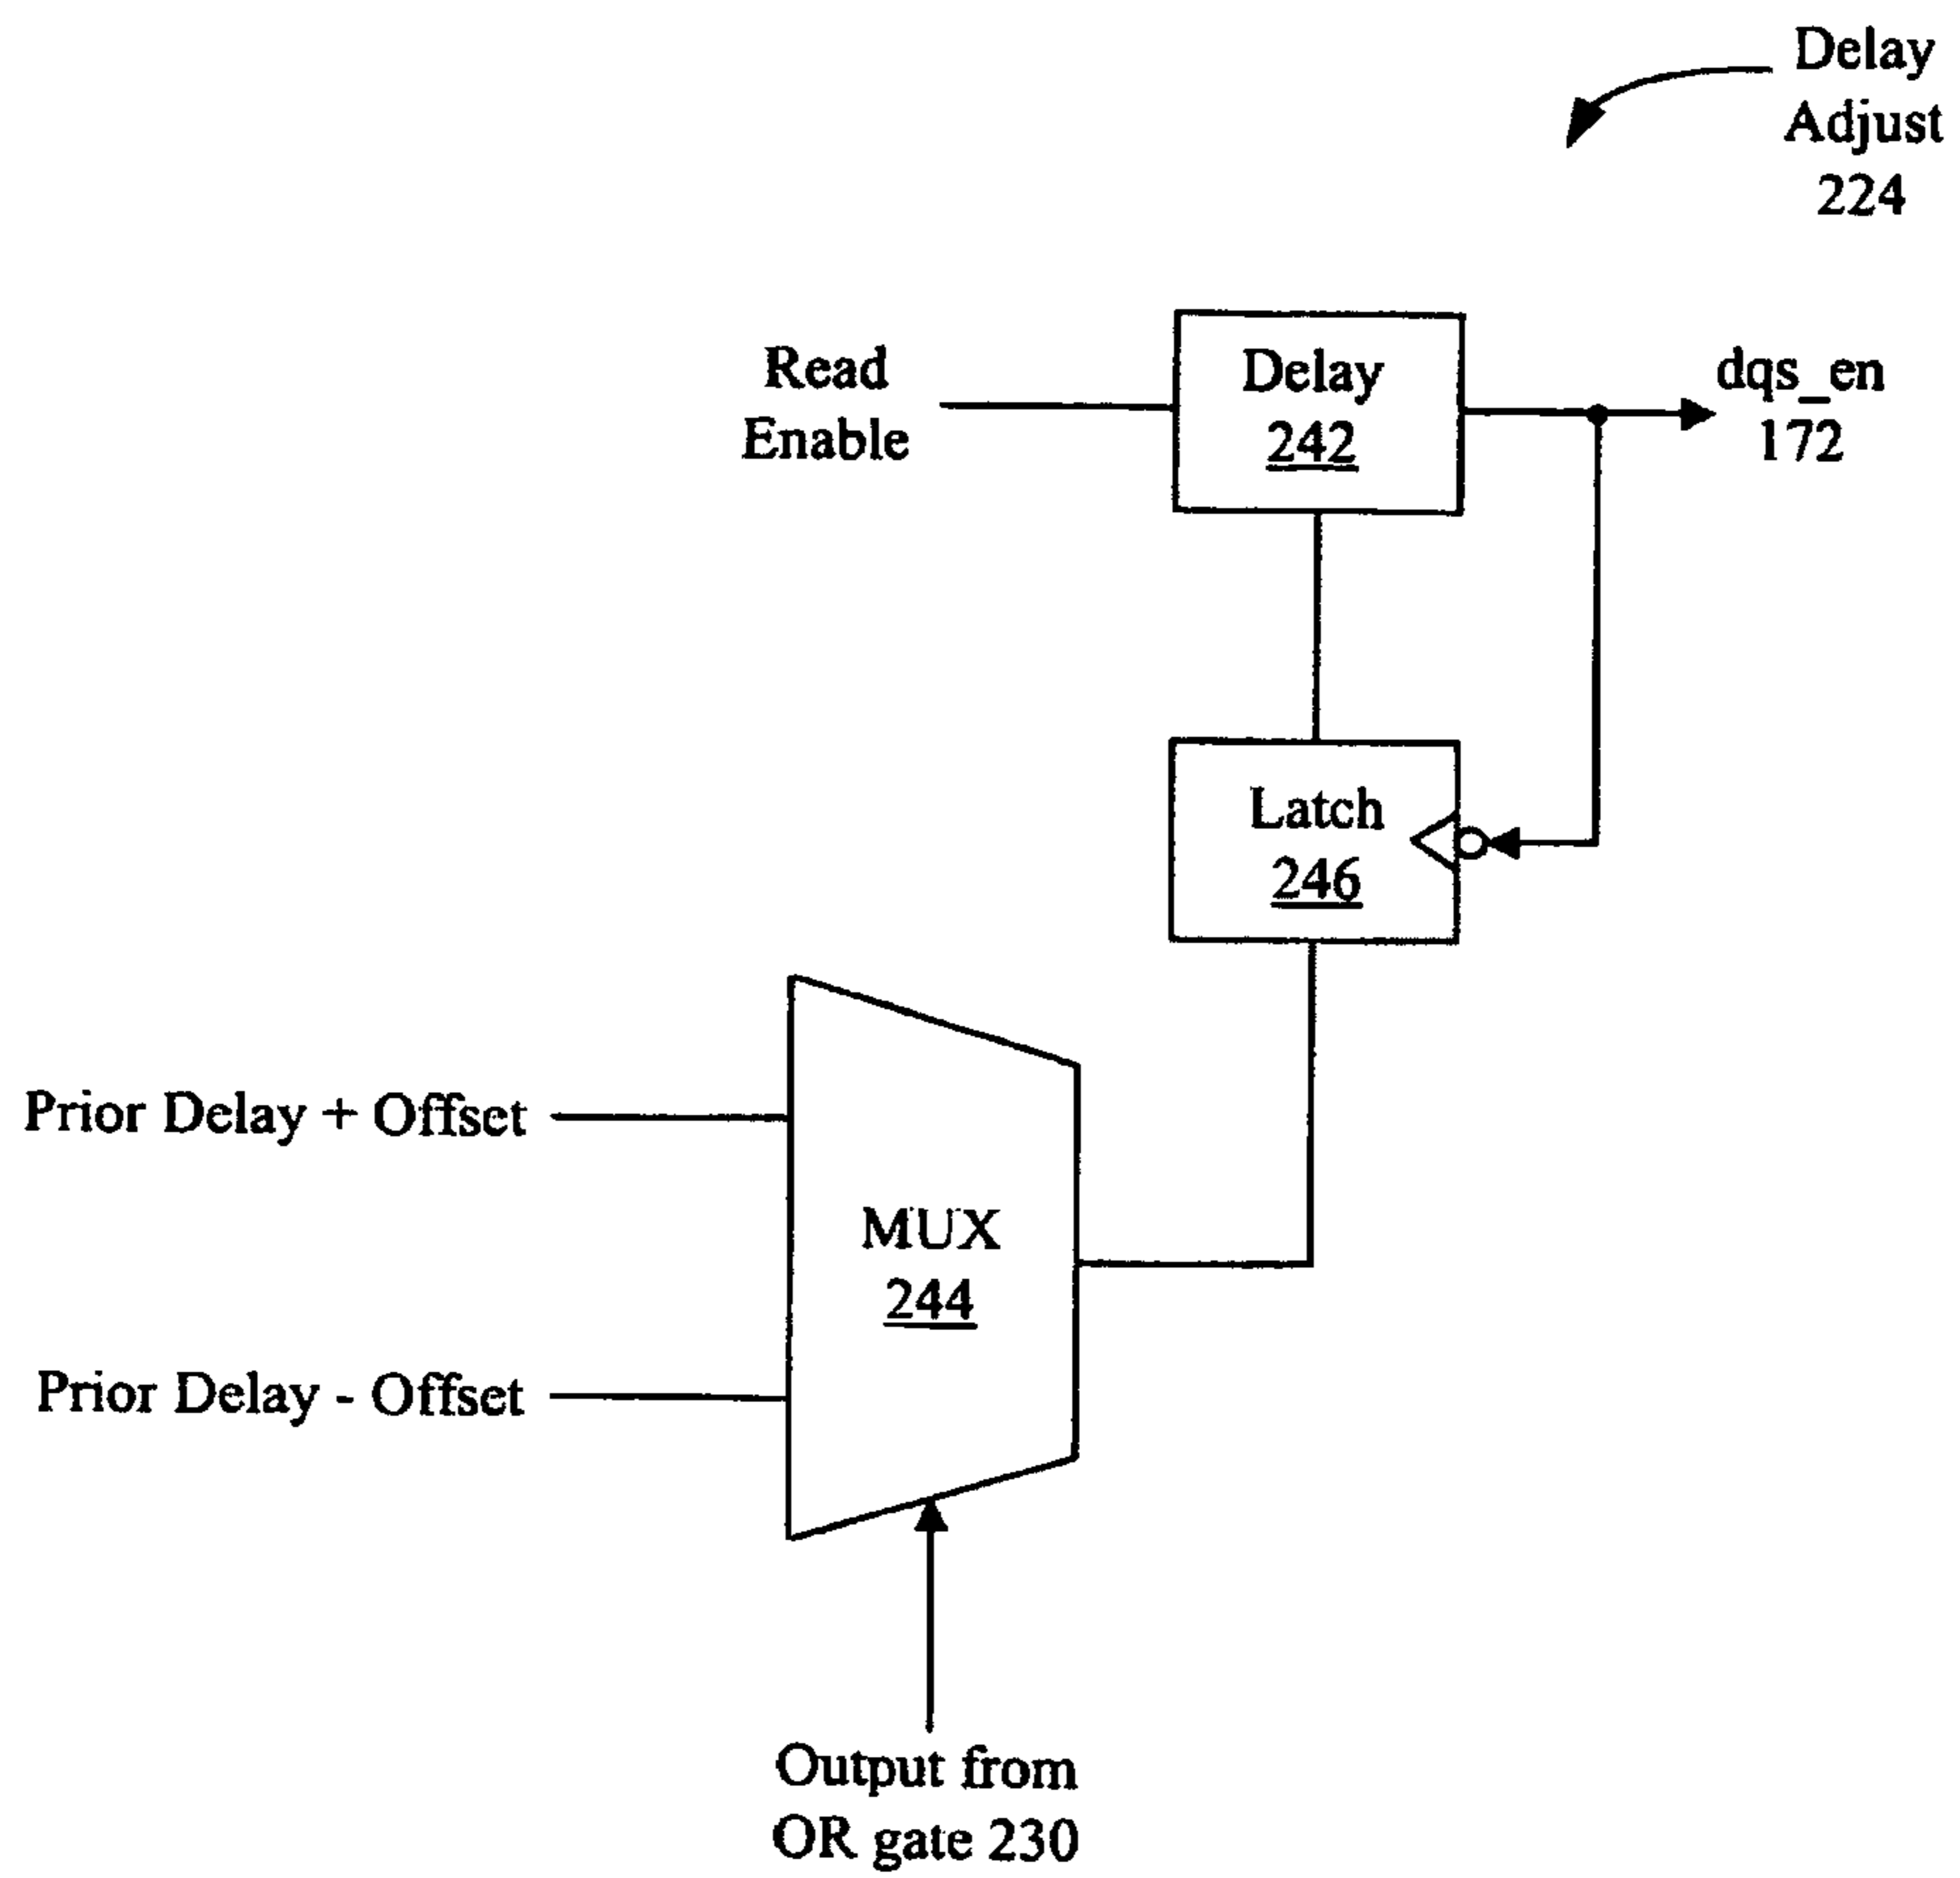 Delay
Adjust
224
Read
Enable
Delay
242
dqs_en
172
Latch
246
Prior Delay + Offset
MUX
244
Prior Delay - Offset
Output from
OR gate 230